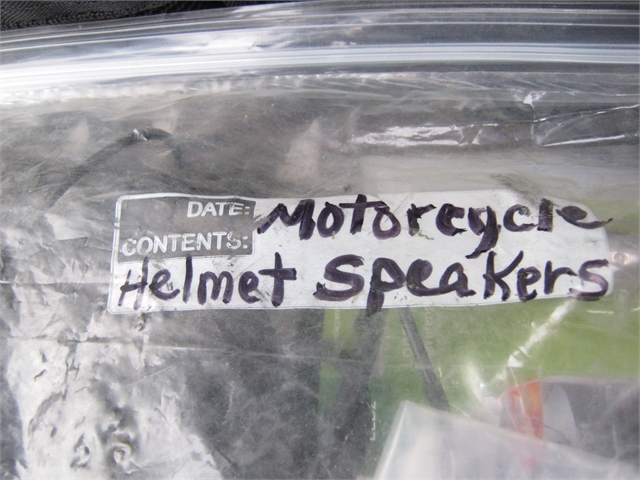 DATE: Motorcycle
CONTENTS:
Helmet speakers